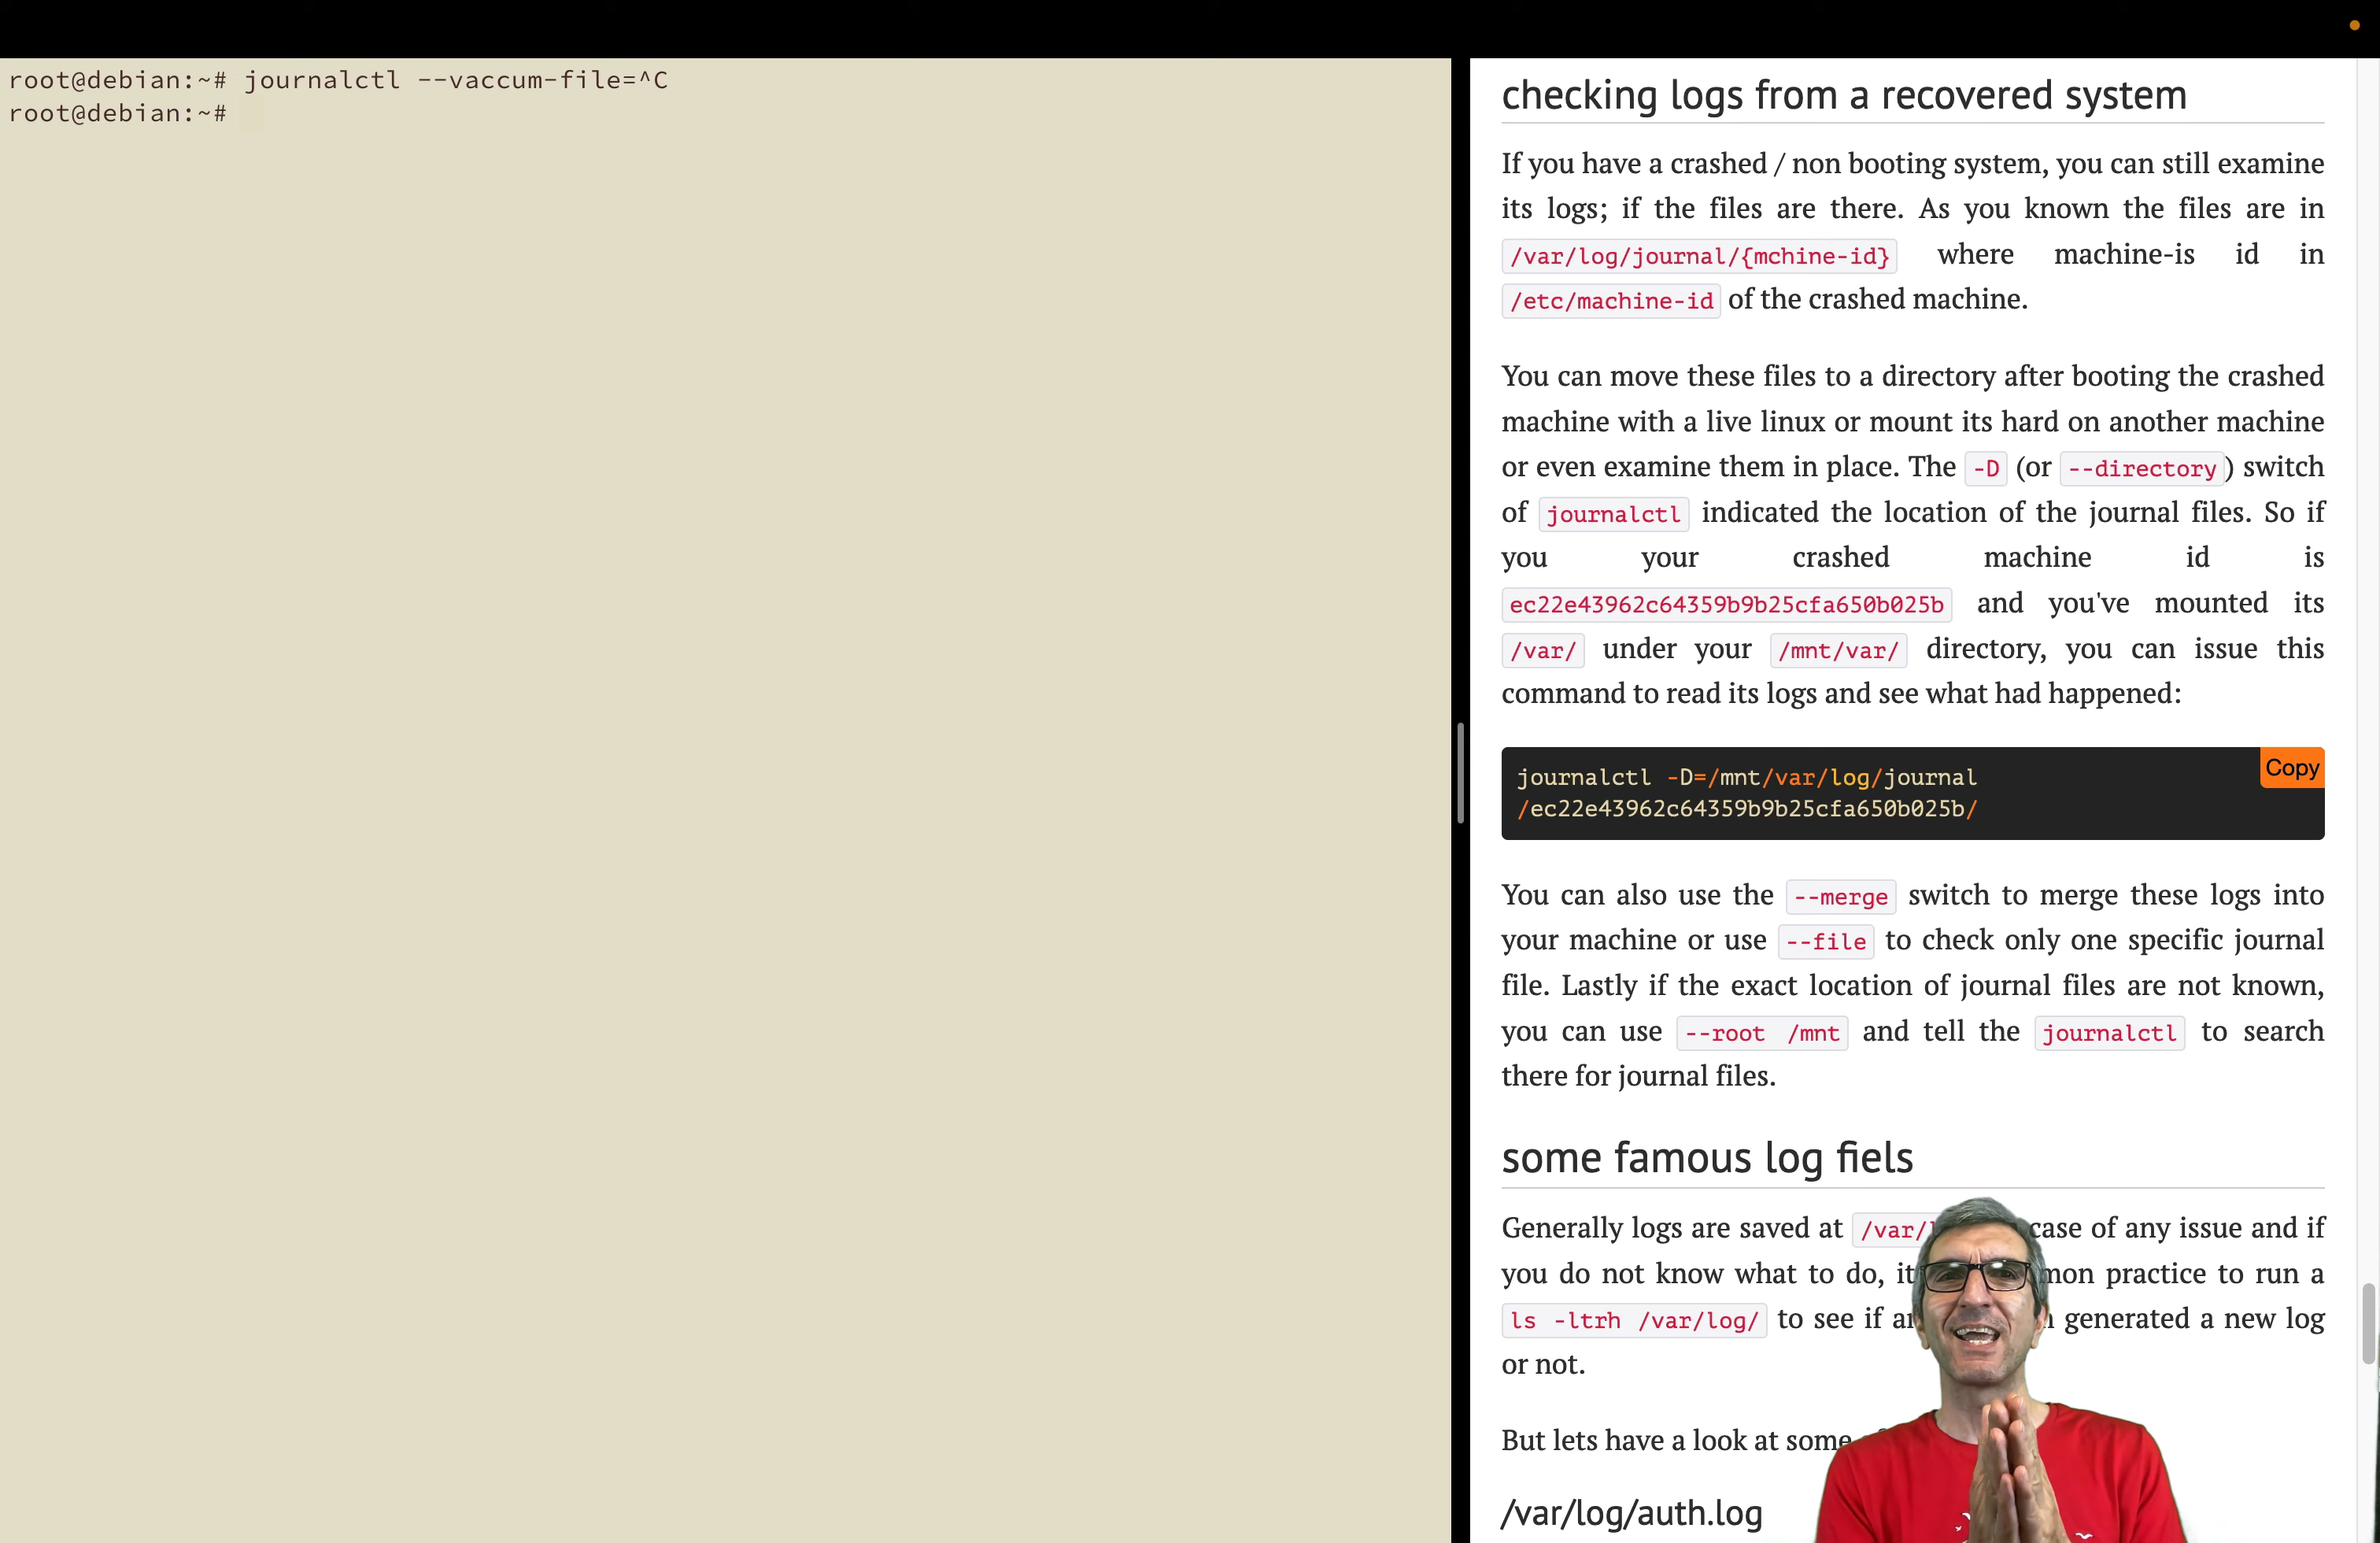 root@debian:~# journalctl --vaccum-file=^C
root@debian:~#
checking logs from a recovered system
If you have a crashed / non booting system, you can still examine
its logs; if the files are there. As you known the files are in
/var/log/journal/{mchine-id} where machine-is id in
/etc/machine-id of the crashed machine.
You can move these files to a directory after booting the crashed
machine with a live linux or mount its hard on another machine
or even examine them in place. The -D (or --directory) switch
of journalctl indicated the location of the journal files. So if
you your crashed machine id is
ec22e43962c64359b9b25cfa650b025b and you've mounted its
/var/ under your /mnt/var/ directory, you can issue this
command to read its logs and see what had happened:
journalctl -D=/mnt/var/log/journal
/ec22e43962c64359b9b25cfa650b025b/
Copy
You can also use the --merge switch to merge these logs into
your machine or use --file to check only one specific journal
file. Lastly if the exact location of journal files are not known,
you can use --root /mnt and tell the journalctl to search
there for journal files.
some famous log fiels
Generally logs are saved at /var/ case of any issue and if
you do not know what to do, it practice to run a
ls -ltrh /var/log/ to see if generated a new log
or not.
But lets have a look at some
/var/log/auth.log